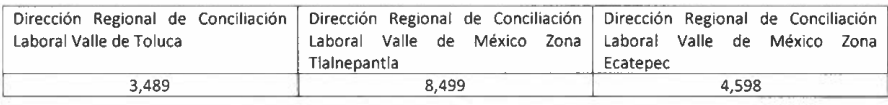 Dirección Regional de Conciliación Laboral Valle de Toluca
Dirección Regional de Conciliación Laboral Valle de México Zona Tlalnepantla
Dirección Regional de Conciliación Laboral Valle de México Zona Ecatepec
3,489
8,499
4,598